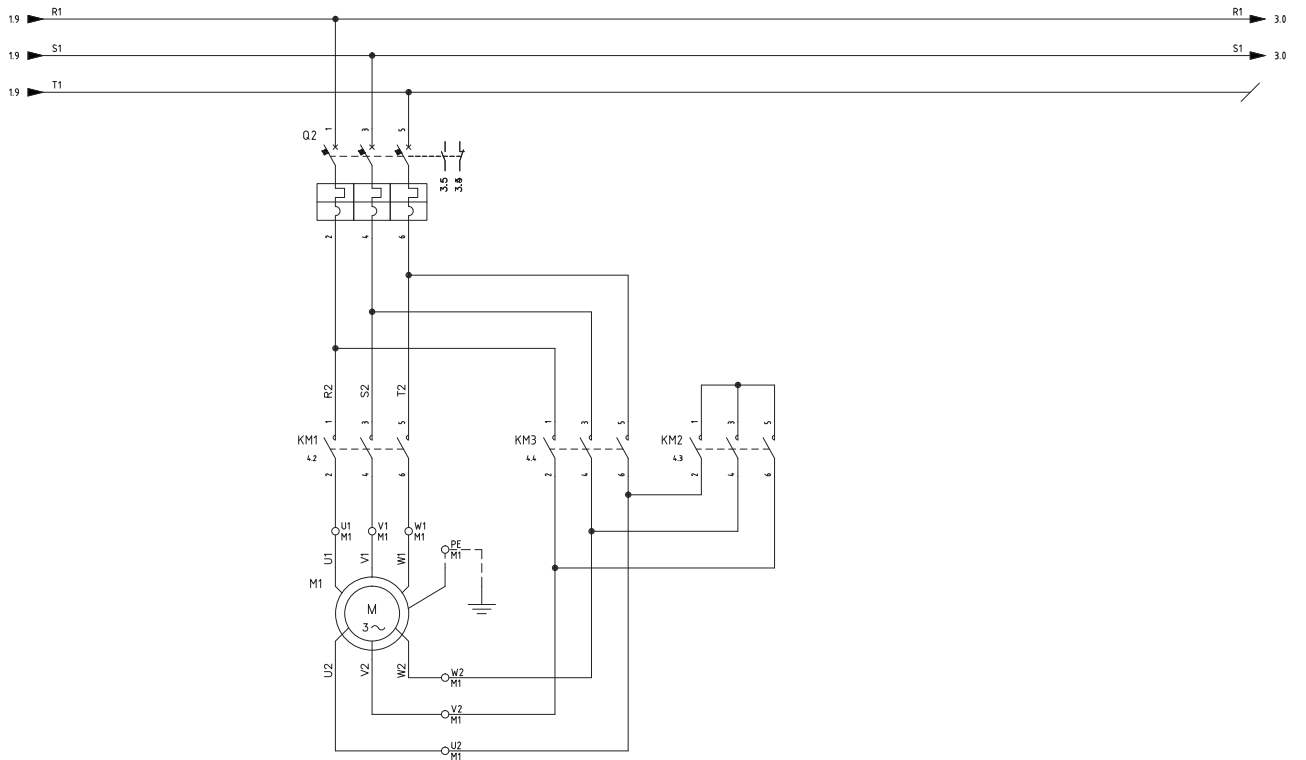 1.9 R1 R1 3.0
1.9 S1 S1 3.0
1.9 T1
Q2 1 3 5
3.5
2 4 6
R2 S2 T2
KM1 1 3 5
4.2
2 4 6
KM3 1 3 5
4.4
2 4 6
KM2 1 3 5
4.3
2 4 6
U1 V1 W1
M1 M1 M1
PE
M1
U1 V1 W1
M1
M
3~
U2 V2 W2
W2
M1
V2
M1
U2
M1